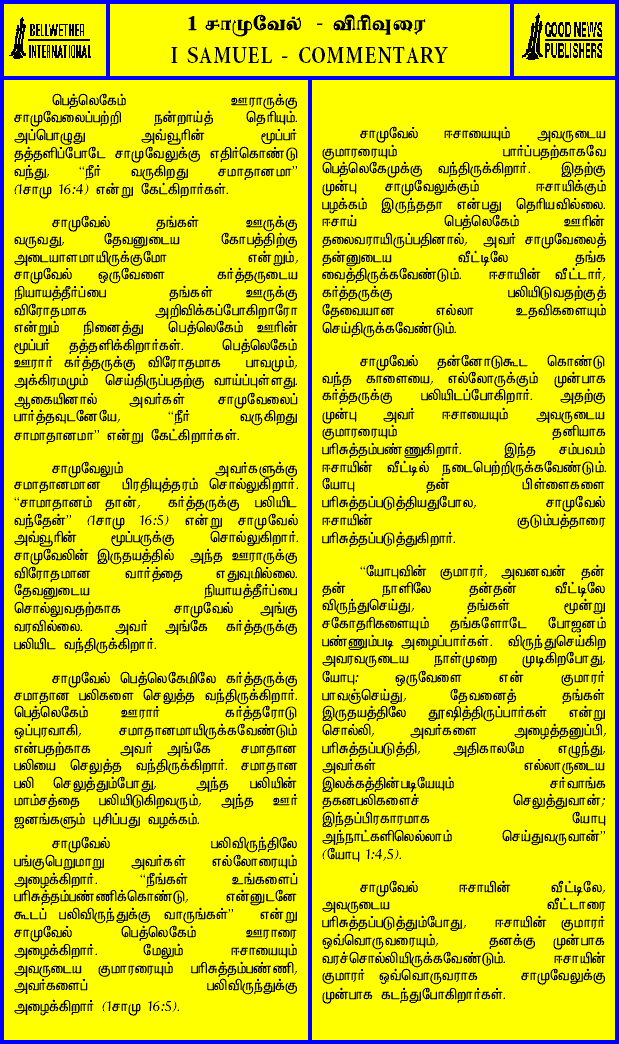 BELLWETHER
INTERNATIONAL
1 சாமுவேல் - விரிவுரை
I SAMUEL - COMMENTARY
GOOD NEWS
PUBLISHERS
பெத்லெகேம் ஊராருக்கு
சாமுவேலைப்பற்றி நன்றாய்த் தெரியும்.
அப்பொழுது அவ்வூரின் மூப்பர்
தத்தளிப்போடே சாமுவேலுக்கு எதிர்கொண்டு
வந்து, “நீர் வருகிறது சமாதானமா”
(1சாமு 16:4) என்று கேட்கிறார்கள்.
சாமுவேல் தங்கள் ஊருக்கு
வருவது, தேவனுடைய கோபத்திற்கு
அடையாளமாயிருக்குமோ என்றும்,
சாமுவேல் ஒருவேளை கர்த்தருடைய
நியாயத்தீர்ப்பை தங்கள் ஊருக்கு
விரோதமாக அறிவிக்கப்போகிறாரோ
என்றும் நினைத்து பெத்லெகேம் ஊரின்
மூப்பர் தத்தளிக்கிறார்கள். பெத்லெகேம்
ஊரார் கர்த்தருக்கு விரோதமாக பாவமும்,
அக்கிரமமும் செய்திருப்பதற்கு வாய்ப்புள்ளது.
ஆகையினால் அவர்கள் சாமுவேலைப்
பார்த்தவுடனேயே, “நீர் வருகிறது
சாமாதானமா” என்று கேட்கிறார்கள்.
சாமுவேலும் அவர்களுக்கு
சமாதானமான பிரதியுத்தரம் சொல்லுகிறார்.
“சாமாதானம் தான், கர்த்தருக்கு பலியிட
வந்தேன்” (1சாமு 16:5) என்று சாமுவேல்
அவ்வூரின் மூப்பருக்கு சொல்லுகிறார்.
சாமுவேலின் இருதயத்தில் அந்த ஊராருக்கு
விரோதமான வார்த்தை எதுவுமில்லை.
தேவனுடைய நியாயத்தீர்ப்பை
சொல்லுவதற்காக சாமுவேல் அங்கு
வரவில்லை. அவர் அங்கே கர்த்தருக்கு
பலியிட வந்திருக்கிறார்.
சாமுவேல் பெத்லெகேமிலே கர்த்தருக்கு
சமாதான பலிகளை செலுத்த வந்திருக்கிறார்.
பெத்லெகேம் ஊரார் கர்த்தரோடு
ஒப்புரவாகி, சமாதானமாயிருக்கவேண்டும்
என்பதற்காக அவர் அங்கே சமாதான
பலியை செலுத்த வந்திருக்கிறார். சமாதான
பலி செலுத்தும்போது, அந்த பலியின்
மாம்சத்தை பலியிடுகிறவரும், அந்த ஊர்
ஜனங்களும் புசிப்பது வழக்கம்.
சாமுவேல் பலிவிருந்திலே
பங்குபெறுமாறு அவர்கள் எல்லோரையும்
அழைக்கிறார். “நீங்கள் உங்களைப்
பரிசுத்தம்பண்ணிக்கொண்டு, என்னுடனே
கூடப் பலிவிருந்துக்கு வாருங்கள்” என்று
சாமுவேல் பெத்லெகேம் ஊராரை
அழைக்கிறார். மேலும் ஈசாயையும்
அவருடைய குமாரரையும் பரிசுத்தம்பண்ணி,
அவர்களைப் பலிவிருந்துக்கு
அழைக்கிறார் (1சாமு 16:5).
சாமுவேல் ஈசாயையும் அவருடைய
குமாரரையும் பார்ப்பதற்காகவே
பெத்லெகேமுக்கு வந்திருக்கிறார். இதற்கு
முன்பு சாமுவேலுக்கும் ஈசாயிக்கும்
பழக்கம் இருந்ததா என்பது தெரியவில்லை.
ஈசாய் பெத்லெகேம் ஊரின்
தலைவராயிருப்பதினால், அவர் சாமுவேலைத்
தன்னுடைய வீட்டிலே தங்க
வைத்திருக்கவேண்டும். ஈசாயின் வீட்டார்,
கர்த்தருக்கு பலியிடுவதற்குத்
தேவையான எல்லா உதவிகளையும்
செய்திருக்கவேண்டும்.
சாமுவேல் தன்னோடுகூட கொண்டு
வந்த காளையை, எல்லோருக்கும் முன்பாக
கர்த்தருக்கு பலியிடப்போகிறார். அதற்கு
முன்பு அவர் ஈசாயையும் அவருடைய
குமாரரையும் தனியாக
பரிசுத்தம்பண்ணுகிறார். இந்த சம்பவம்
ஈசாயின் வீட்டில் நடைபெற்றிருக்கவேண்டும்.
யோபு தன் பிள்ளைகளை
பரிசுத்தப்படுத்தியதுபோல, சாமுவேல்
ஈசாயின் குடும்பத்தாரை
பரிசுத்தப்படுத்துகிறார்.
“யோபுவின் குமாரர், அவனவன் தன்
தன் நாளிலே தன்தன் வீட்டிலே
விருந்துசெய்து, தங்கள் மூன்று
சகோதரிகளையும் தங்களோடே போஜனம்
பண்ணும்படி அழைப்பார்கள். விருந்துசெய்கிற
அவரவருடைய நாள்முறை முடிகிறபோது,
யோபு: ஒருவேளை என் குமாரர்
பாவஞ்செய்து, தேவனைத் தங்கள்
இருதயத்திலே தூஷித்திருப்பார்கள் என்று
சொல்லி, அவர்களை அழைத்தனுப்பி,
பரிசுத்தப்படுத்தி, அதிகாலமே எழுந்து,
அவர்கள் எல்லாருடைய
இலக்கத்தின்படியேயும் சர்வாங்க
தகனபலிகளைச் செலுத்துவான்;
இந்தப்பிரகாரமாக யோபு
அந்நாட்களிலெல்லாம் செய்துவருவான்”
(யோபு 1:4,5).
சாமுவேல் ஈசாயின் வீட்டிலே,
அவருடைய வீட்டாரை
பரிசுத்தப்படுத்தும்போது, ஈசாயின் குமாரர்
ஒவ்வொருவரையும், தனக்கு முன்பாக
வரச்சொல்லியிருக்கவேண்டும். ஈசாயின்
குமாரர் ஒவ்வொருவராக சாமுவேலுக்கு
முன்பாக கடந்துபோகிறார்கள்.